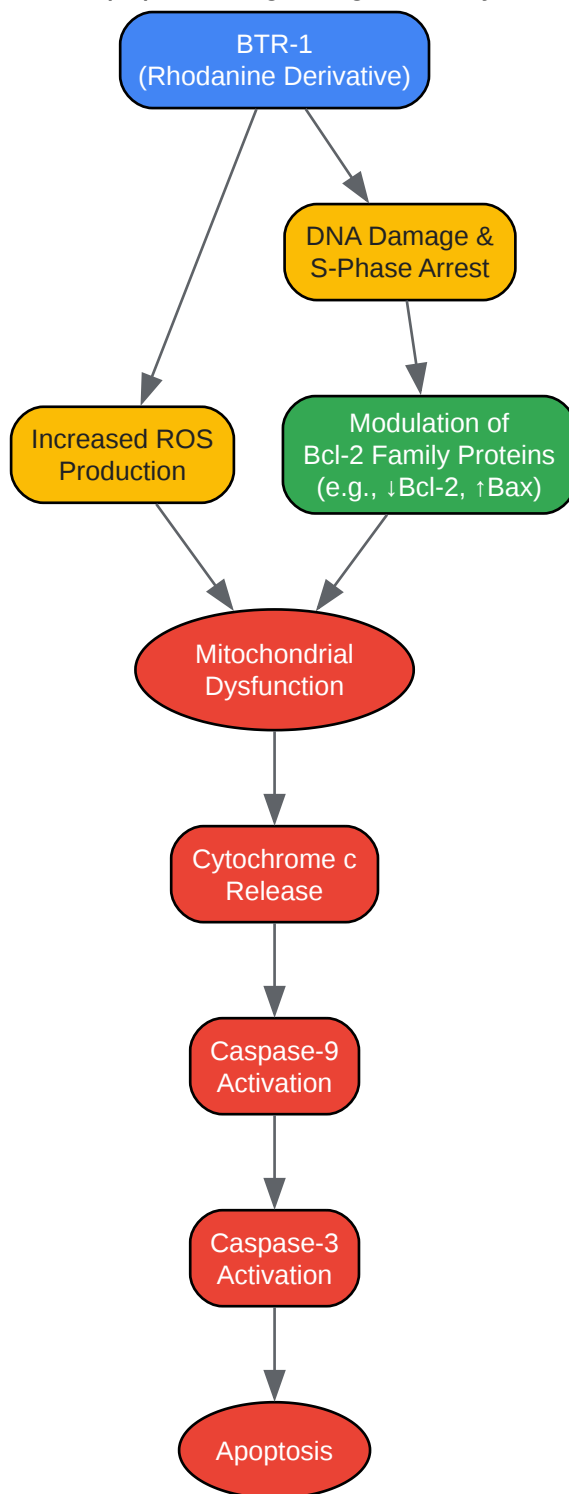 BTR-1
(Rhodanine Derivative)
DNA Damage &
S-Phase Arrest
Increased ROS
Production
Modulation of
Bcl-2 Family Proteins
(e.g., ↓Bcl-2, ↑Bax)
Mitochondrial
Dysfunction
Cytochrome c
Release
Caspase-9
Activation
Caspase-3
Activation
Apoptosis